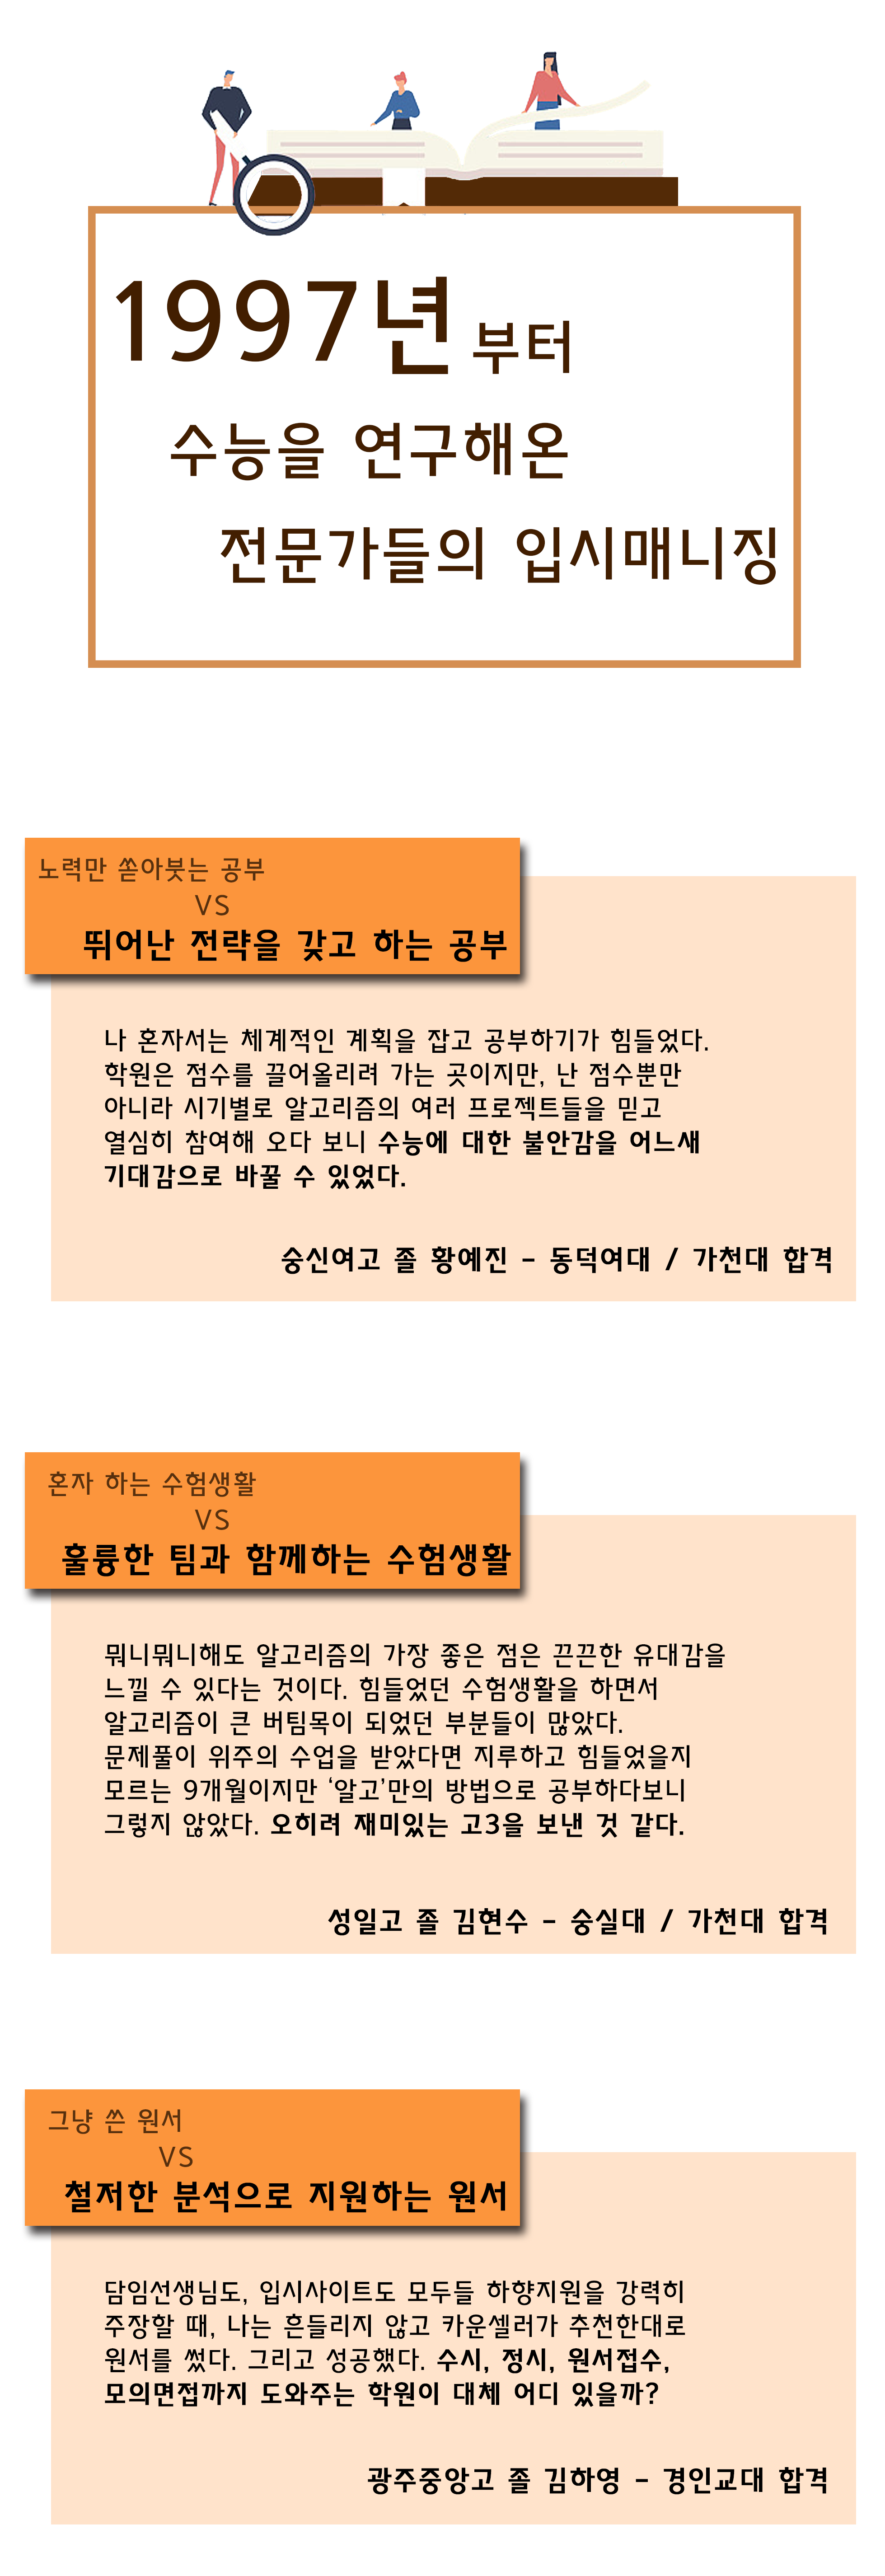 1997년 부터
수능을 연구해온
전문가들의 입시매니징
노력만 쏟아붓는 공부
VS
뛰어난 전략을 갖고 하는 공부
나 혼자서는 체계적인 계획을 잡고 공부하기가 힘들었다.
학원은 점수를 끌어올리려 가는 곳이지만, 난 점수뿐만
아니라 시기별로 알고리즘의 여러 프로젝트들을 믿고
열심히 참여해 오다 보니 수능에 대한 불안감을 어느새
기대감으로 바꿀 수 있었다.
숭신여고 졸 황예진 - 동덕여대 / 가천대 합격
혼자 하는 수험생활
VS
훌륭한 팀과 함께하는 수험생활
뭐니뭐니해도 알고리즘의 가장 좋은 점은 끈끈한 유대감을
느낄 수 있다는 것이다. 힘들었던 수험생활을 하면서
알고리즘이 큰 버팀목이 되었던 부분들이 많았다.
문제풀이 위주의 수업을 받았다면 지루하고 힘들었을지
모르는 9개월이지만 ‘알고’만의 방법으로 공부하다보니
그렇지 않았다. 오히려 재미있는 고3을 보낸 것 같다.
성일고 졸 김현수 - 숭실대 / 가천대 합격
그냥 쓴 원서
VS
철저한 분석으로 지원하는 원서
담임선생님도, 입시사이트도 모두들 하향지원을 강력히
주장할 때, 나는 흔들리지 않고 카운셀러가 추천한대로
원서를 썼다. 그리고 성공했다. 수시, 정시, 원서접수,
모의면접까지 도와주는 학원이 대체 어디 있을까?
광주중앙고 졸 김하영 - 경인교대 합격